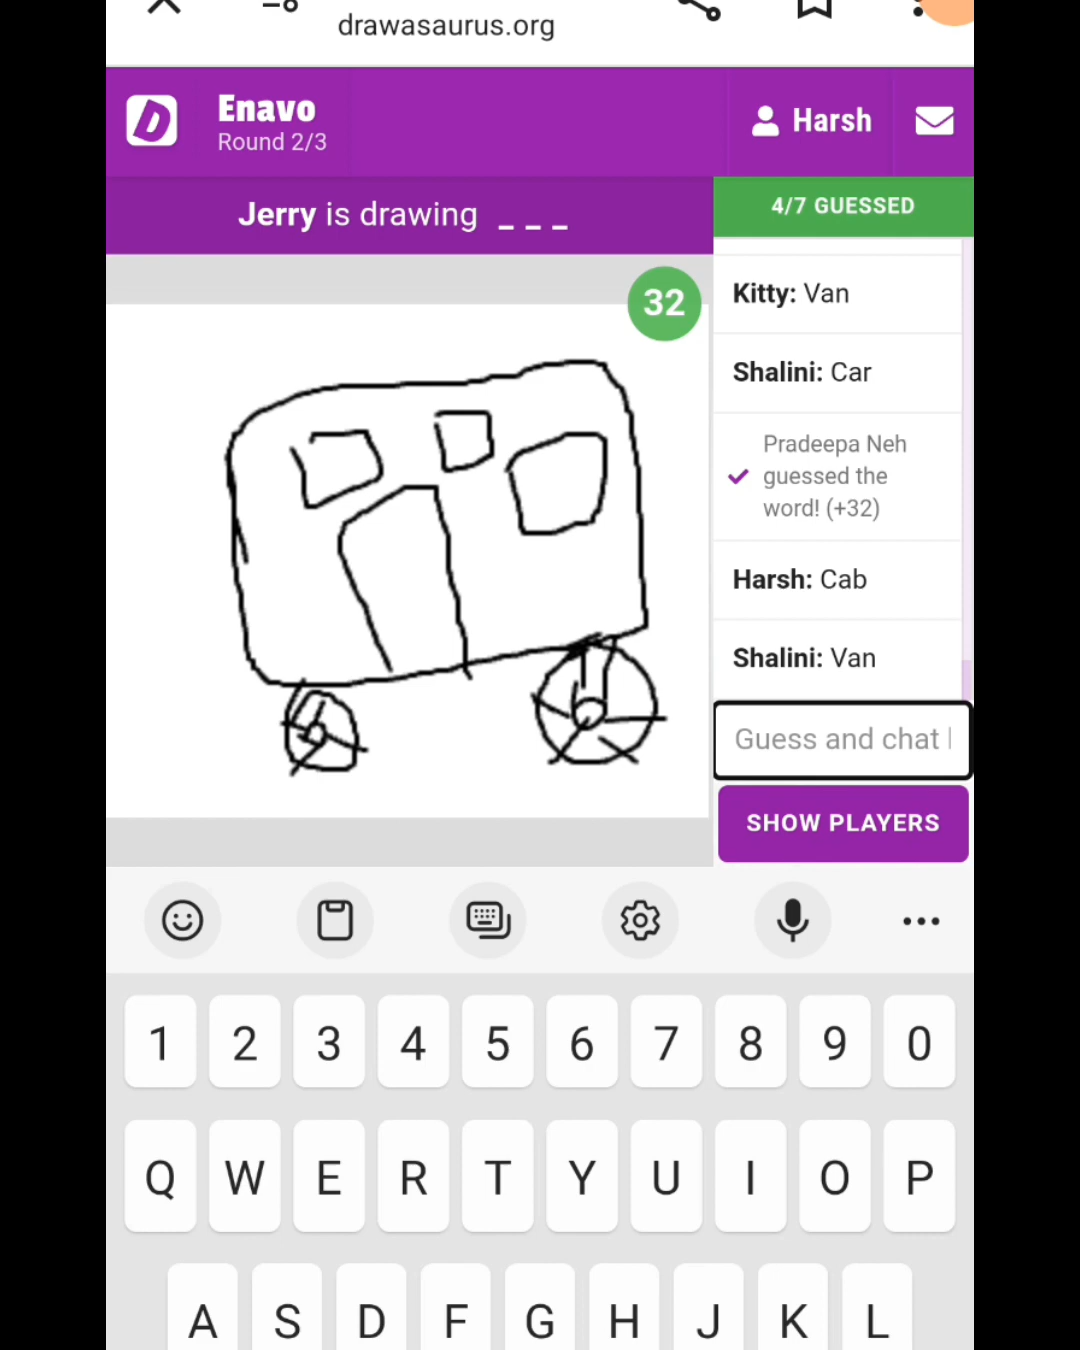 drawasaurus.org
D
Enavo
Round 2/3
Harsh
Jerry is drawing _ _ _
4/7 GUESSED
32
Kitty: Van
Shalini: Car
Pradeepa Neh
guessed the
word! (+32)
Harsh: Cab
Shalini: Van
Guess and chat
SHOW PLAYERS
1 2 3 4 5 6 7 8 9 0
Q W E R T Y U I O P
A S D F G H J K L